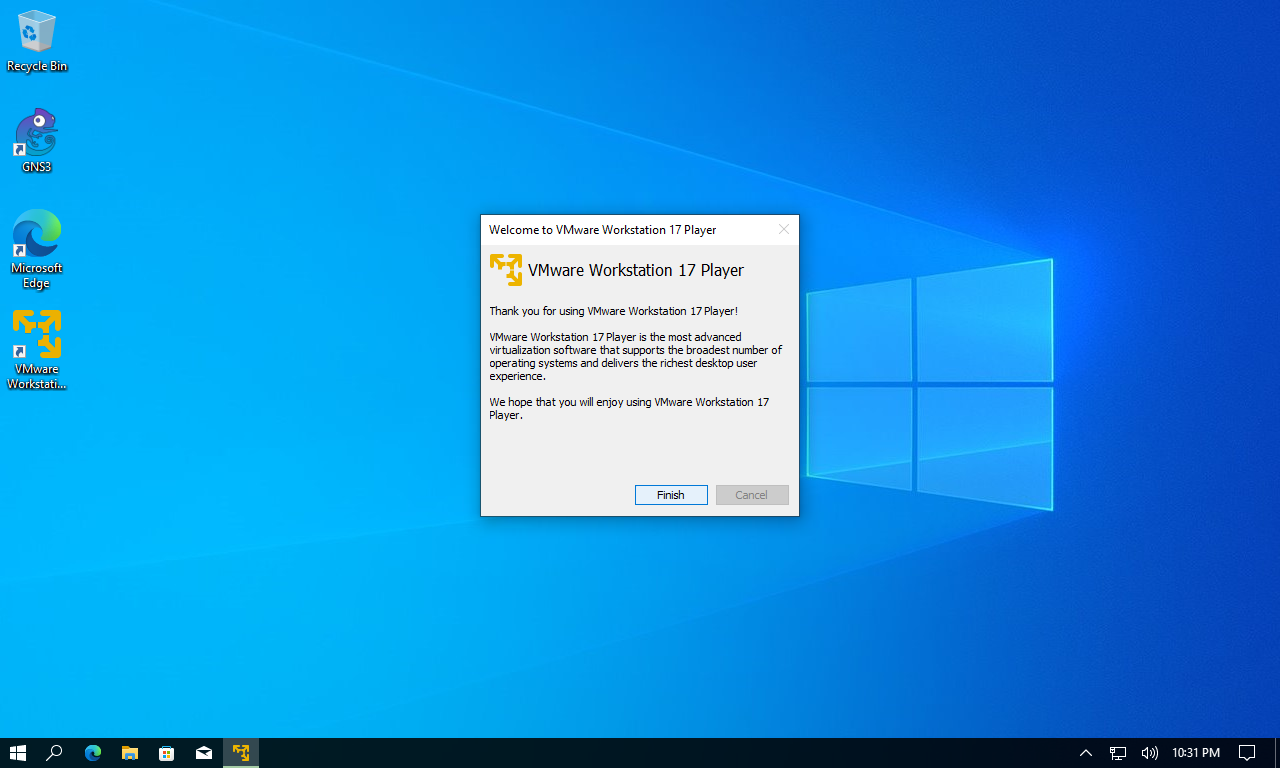 Recycle Bin
GNS3
Microsoft
Edge
VMware
Workstati...
Welcome to VMware Workstation 17 Player
VMware Workstation 17 Player
Thank you for using VMware Workstation 17 Player!
VMware Workstation 17 Player is the most advanced
virtualization software that supports the broadest number of
operating systems and delivers the richest desktop user
experience.
We hope that you will enjoy using VMware Workstation 17
Player.
Finish
Cancel
10:31 PM